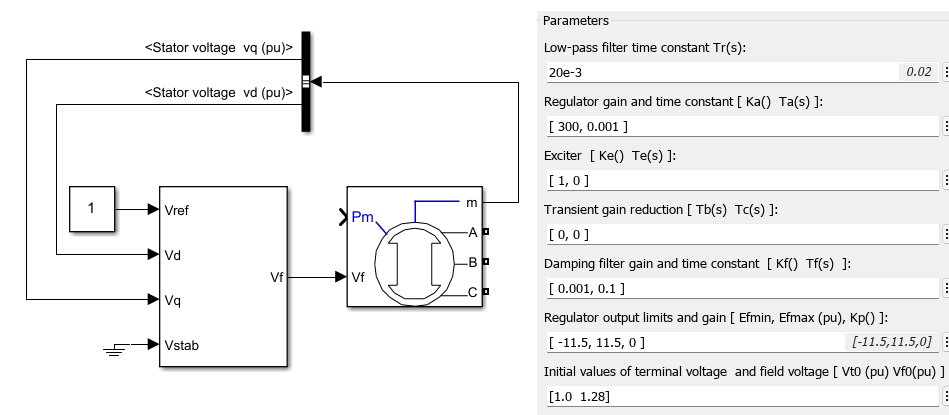 <Stator voltage vq (pu)>
<Stator voltage vd (pu)>
1
Vref
Vd
Vq
Vstab
Vf
Pm
Vf
m
A
B
C
Parameters
Low-pass filter time constant Tr(s):
20e-3 0.02
Regulator gain and time constant [ Ka() Ta(s) ]:
[ 300, 0.001 ]
Exciter [ Ke() Te(s) ]:
[ 1, 0 ]
Transient gain reduction [ Tb(s) Tc(s) ]:
[ 0, 0 ]
Damping filter gain and time constant [ Kf() Tf(s) ]:
[ 0.001, 0.1 ]
Regulator output limits and gain [ Efmin, Efmax (pu), Kp() ]:
[ -11.5, 11.5, 0 ] [-11.5,11.5,0]
Initial values of terminal voltage and field voltage [ Vt0 (pu) Vf0(pu) ]
[1.0 1.28]